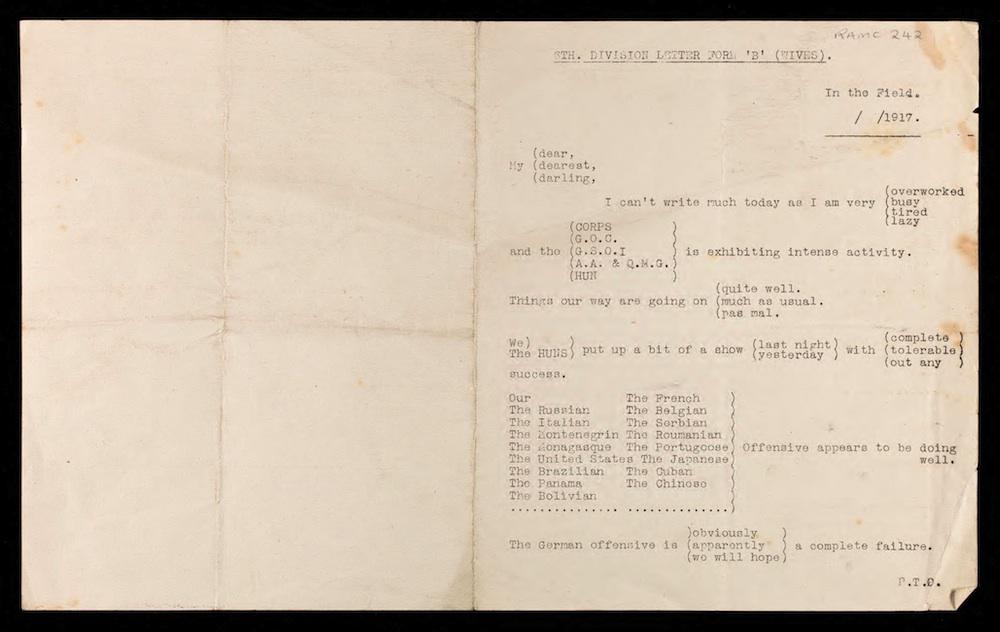 RAMC 242
8TH. DIVISION LETTER FORM 'B' (WIVES).
In the Field.
/ /1917.
(dear,
My (dearest,
(darling,
(overworked
I can't write much today as I am very (busy
(tired
(lazy
(CORPS )
(G.O.C. )
and the (G.S.O.I ) is exhibiting intense activity.
(A.A. & Q.M.G.)
(HUN )
(quite well.
Things our way are going on (much as usual.
(pas mal.
(complete )
We) ) put up a bit of a show (last night) with (tolerable)
The HUNS) (yesterday ) (out any )
success.
Our The French )
The Russian The Belgian )
The Italian The Serbian )
The Montenegrin The Roumanian )
The Monagasque The Portugoose) Offensive appears to be doing
The United States The Japanese) well.
The Brazilian The Cuban )
The Panama The Chinese )
The Bolivian )
............... ..............)
)obviously )
The German offensive is (apparently ) a complete failure.
(we will hope)
P.T.O.